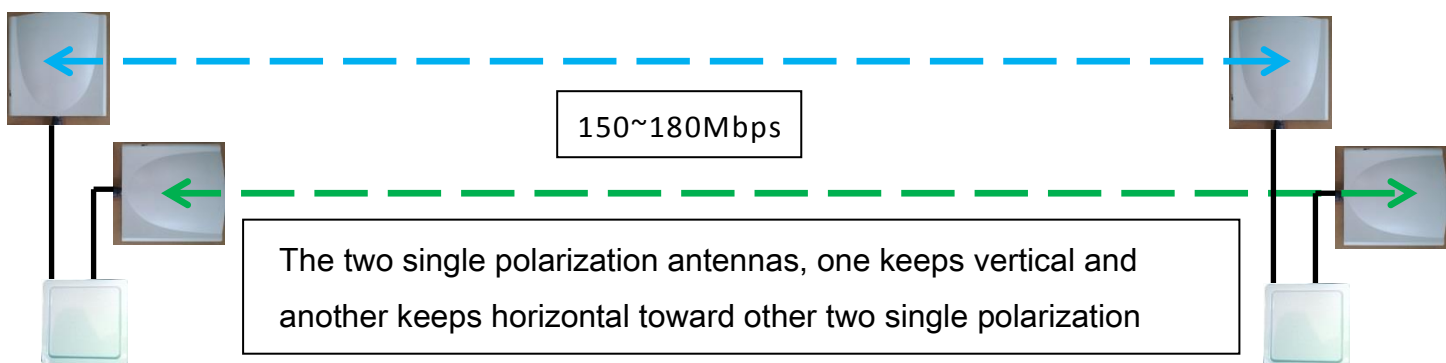 150~180Mbps
The two single polarization antennas, one keeps vertical and
another keeps horizontal toward other two single polarization